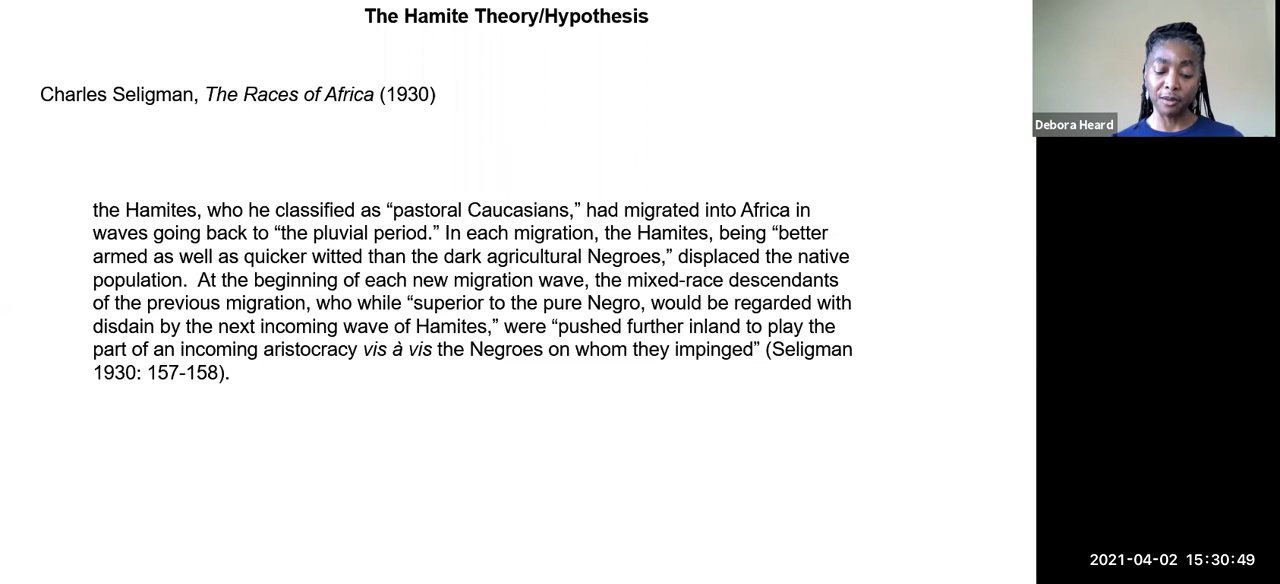 The Hamite Theory/Hypothesis
Charles Seligman, The Races of Africa (1930)
the Hamites, who he classified as “pastoral Caucasians,” had migrated into Africa in
waves going back to “the pluvial period.” In each migration, the Hamites, being “better
armed as well as quicker witted than the dark agricultural Negroes,” displaced the native
population.  At the beginning of each new migration wave, the mixed-race descendants
of the previous migration, who while “superior to the pure Negro, would be regarded with
disdain by the next incoming wave of Hamites,” were “pushed further inland to play the
part of an incoming aristocracy vis à vis the Negroes on whom they impinged” (Seligman
1930: 157-158).
Debora Heard
2021-04-02 15:30:49